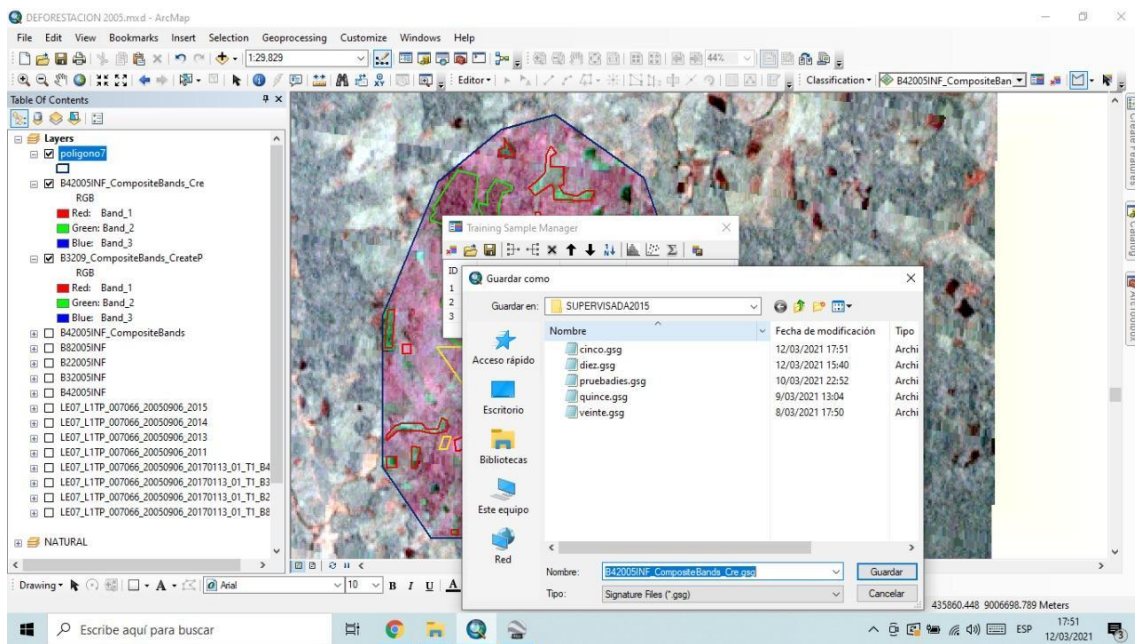 DEFORESTACION 2005.mxd - ArcMap
File Edit View Bookmarks Insert Selection Geoprocessing Customize Windows Help
1:29,829
44%
Editor
Classification
B42005INF_CompositeBan
Table Of Contents
Layers
poligono7
B42005INF_CompositeBands_Cre
RGB
Red: Band_1
Green: Band_2
Blue: Band_3
B3209_CompositeBands_CreateP
RGB
Red: Band_1
Green: Band_2
Blue: Band_3
B42005INF_CompositeBands
B82005INF
B22005INF
B32005INF
B42005INF
LE07_L1TP_007066_20050906_2015
LE07_L1TP_007066_20050906_2014
LE07_L1TP_007066_20050906_2013
LE07_L1TP_007066_20050906_2011
LE07_L1TP_007066_20050906_20170113_01_T1_B4
LE07_L1TP_007066_20050906_20170113_01_T1_B3
LE07_L1TP_007066_20050906_20170113_01_T1_B2
LE07_L1TP_007066_20050906_20170113_01_T1_B8
NATURAL
Training Sample Manager
ID
1
2
3
Guardar como
Guardar en: SUPERVISADA2015
Acceso rápido
Escritorio
Bibliotecas
Este equipo
Red
Nombre Fecha de modificación Tipo
cinco.gsg 12/03/2021 17:51 Archi
diez.gsg 12/03/2021 15:40 Archi
pruebadies.gsg 10/03/2021 22:52 Archi
quince.gsg 9/03/2021 13:04 Archi
veinte.gsg 8/03/2021 17:50 Archi
Nombre: B42005INF_CompositeBands_Cre.gsg Guardar
Tipo: Signature Files (*.gsg) Cancelar
Create Features
Catalog
ArcToolbox
Drawing A Arial 10 B I U A
435860.448 9006698.789 Meters
Escribe aquí para buscar
ESP
17:51
12/03/2021
3